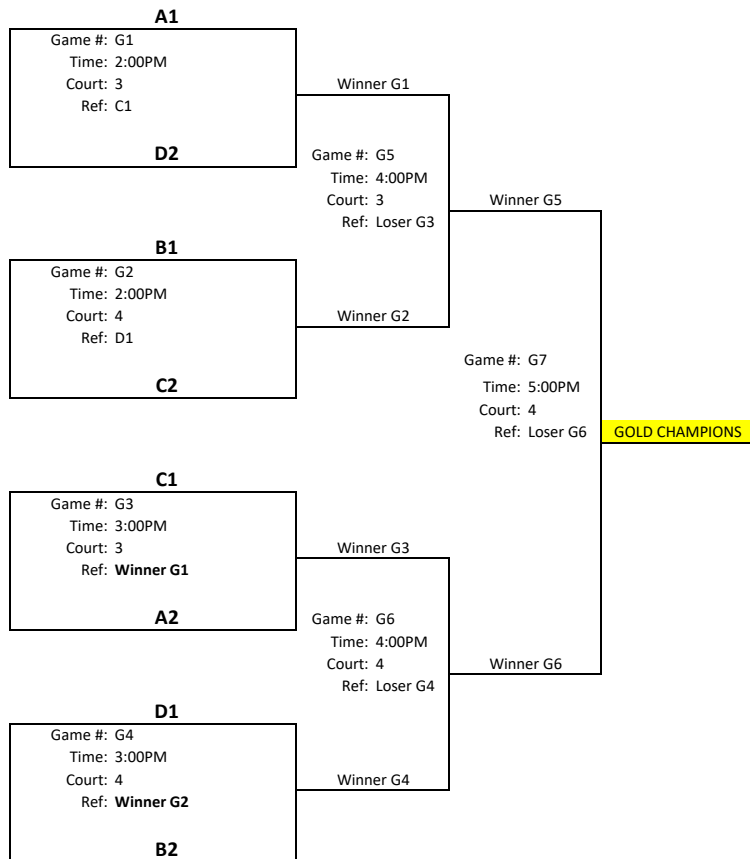 A1
Game #: G1
Time: 2:00PM
Court: 3
Ref: C1
D2
Winner G1
Game #: G5
Time: 4:00PM
Court: 3
Ref: Loser G3
Winner G5
B1
Game #: G2
Time: 2:00PM
Court: 4
Ref: D1
C2
Winner G2
Game #: G7
Time: 5:00PM
Court: 4
Ref: Loser G6
GOLD CHAMPIONS
C1
Game #: G3
Time: 3:00PM
Court: 3
Ref: Winner G1
A2
Winner G3
Game #: G6
Time: 4:00PM
Court: 4
Ref: Loser G4
Winner G6
D1
Game #: G4
Time: 3:00PM
Court: 4
Ref: Winner G2
B2
Winner G4